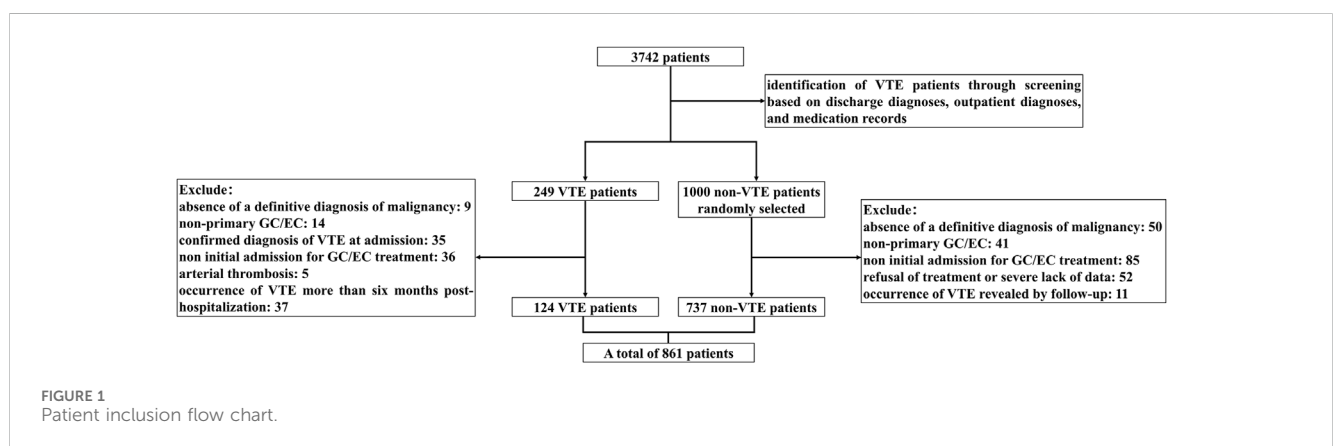 3742 patients
identification of VTE patients through screening
based on discharge diagnoses, outpatient diagnoses,
and medication records
249 VTE patients
1000 non-VTE patients
randomly selected
Exclude:
absence of a definitive diagnosis of malignancy: 9
non-primary GC/EC: 14
confirmed diagnosis of VTE at admission: 35
non initial admission for GC/EC treatment: 36
arterial thrombosis: 5
occurrence of VTE more than six months post-
hospitalization: 37
Exclude:
absence of a definitive diagnosis of malignancy: 50
non-primary GC/EC: 41
non initial admission for GC/EC treatment: 85
refusal of treatment or severe lack of data: 52
occurrence of VTE revealed by follow-up: 11
124 VTE patients
737 non-VTE patients
A total of 861 patients
FIGURE 1
Patient inclusion flow chart.